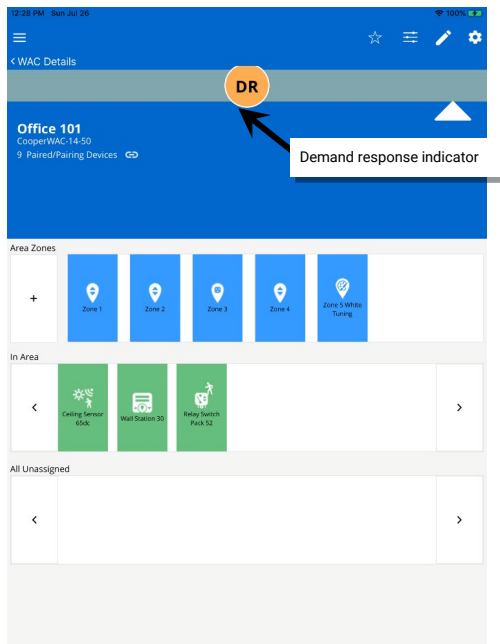 12:28 PM Sun Jul 26
100%
< WAC Details
DR
Office 101
CooperWAC-14-50
9 Paired/Pairing Devices
Demand response indicator
Area Zones
+
Zone 1
Zone 2
Zone 3
Zone 4
Zone 5 White
Tuning
In Area
<
Ceiling Sensor
65dc
Wall Station 30
Relay Switch
Pack 52
>
All Unassigned
<
>